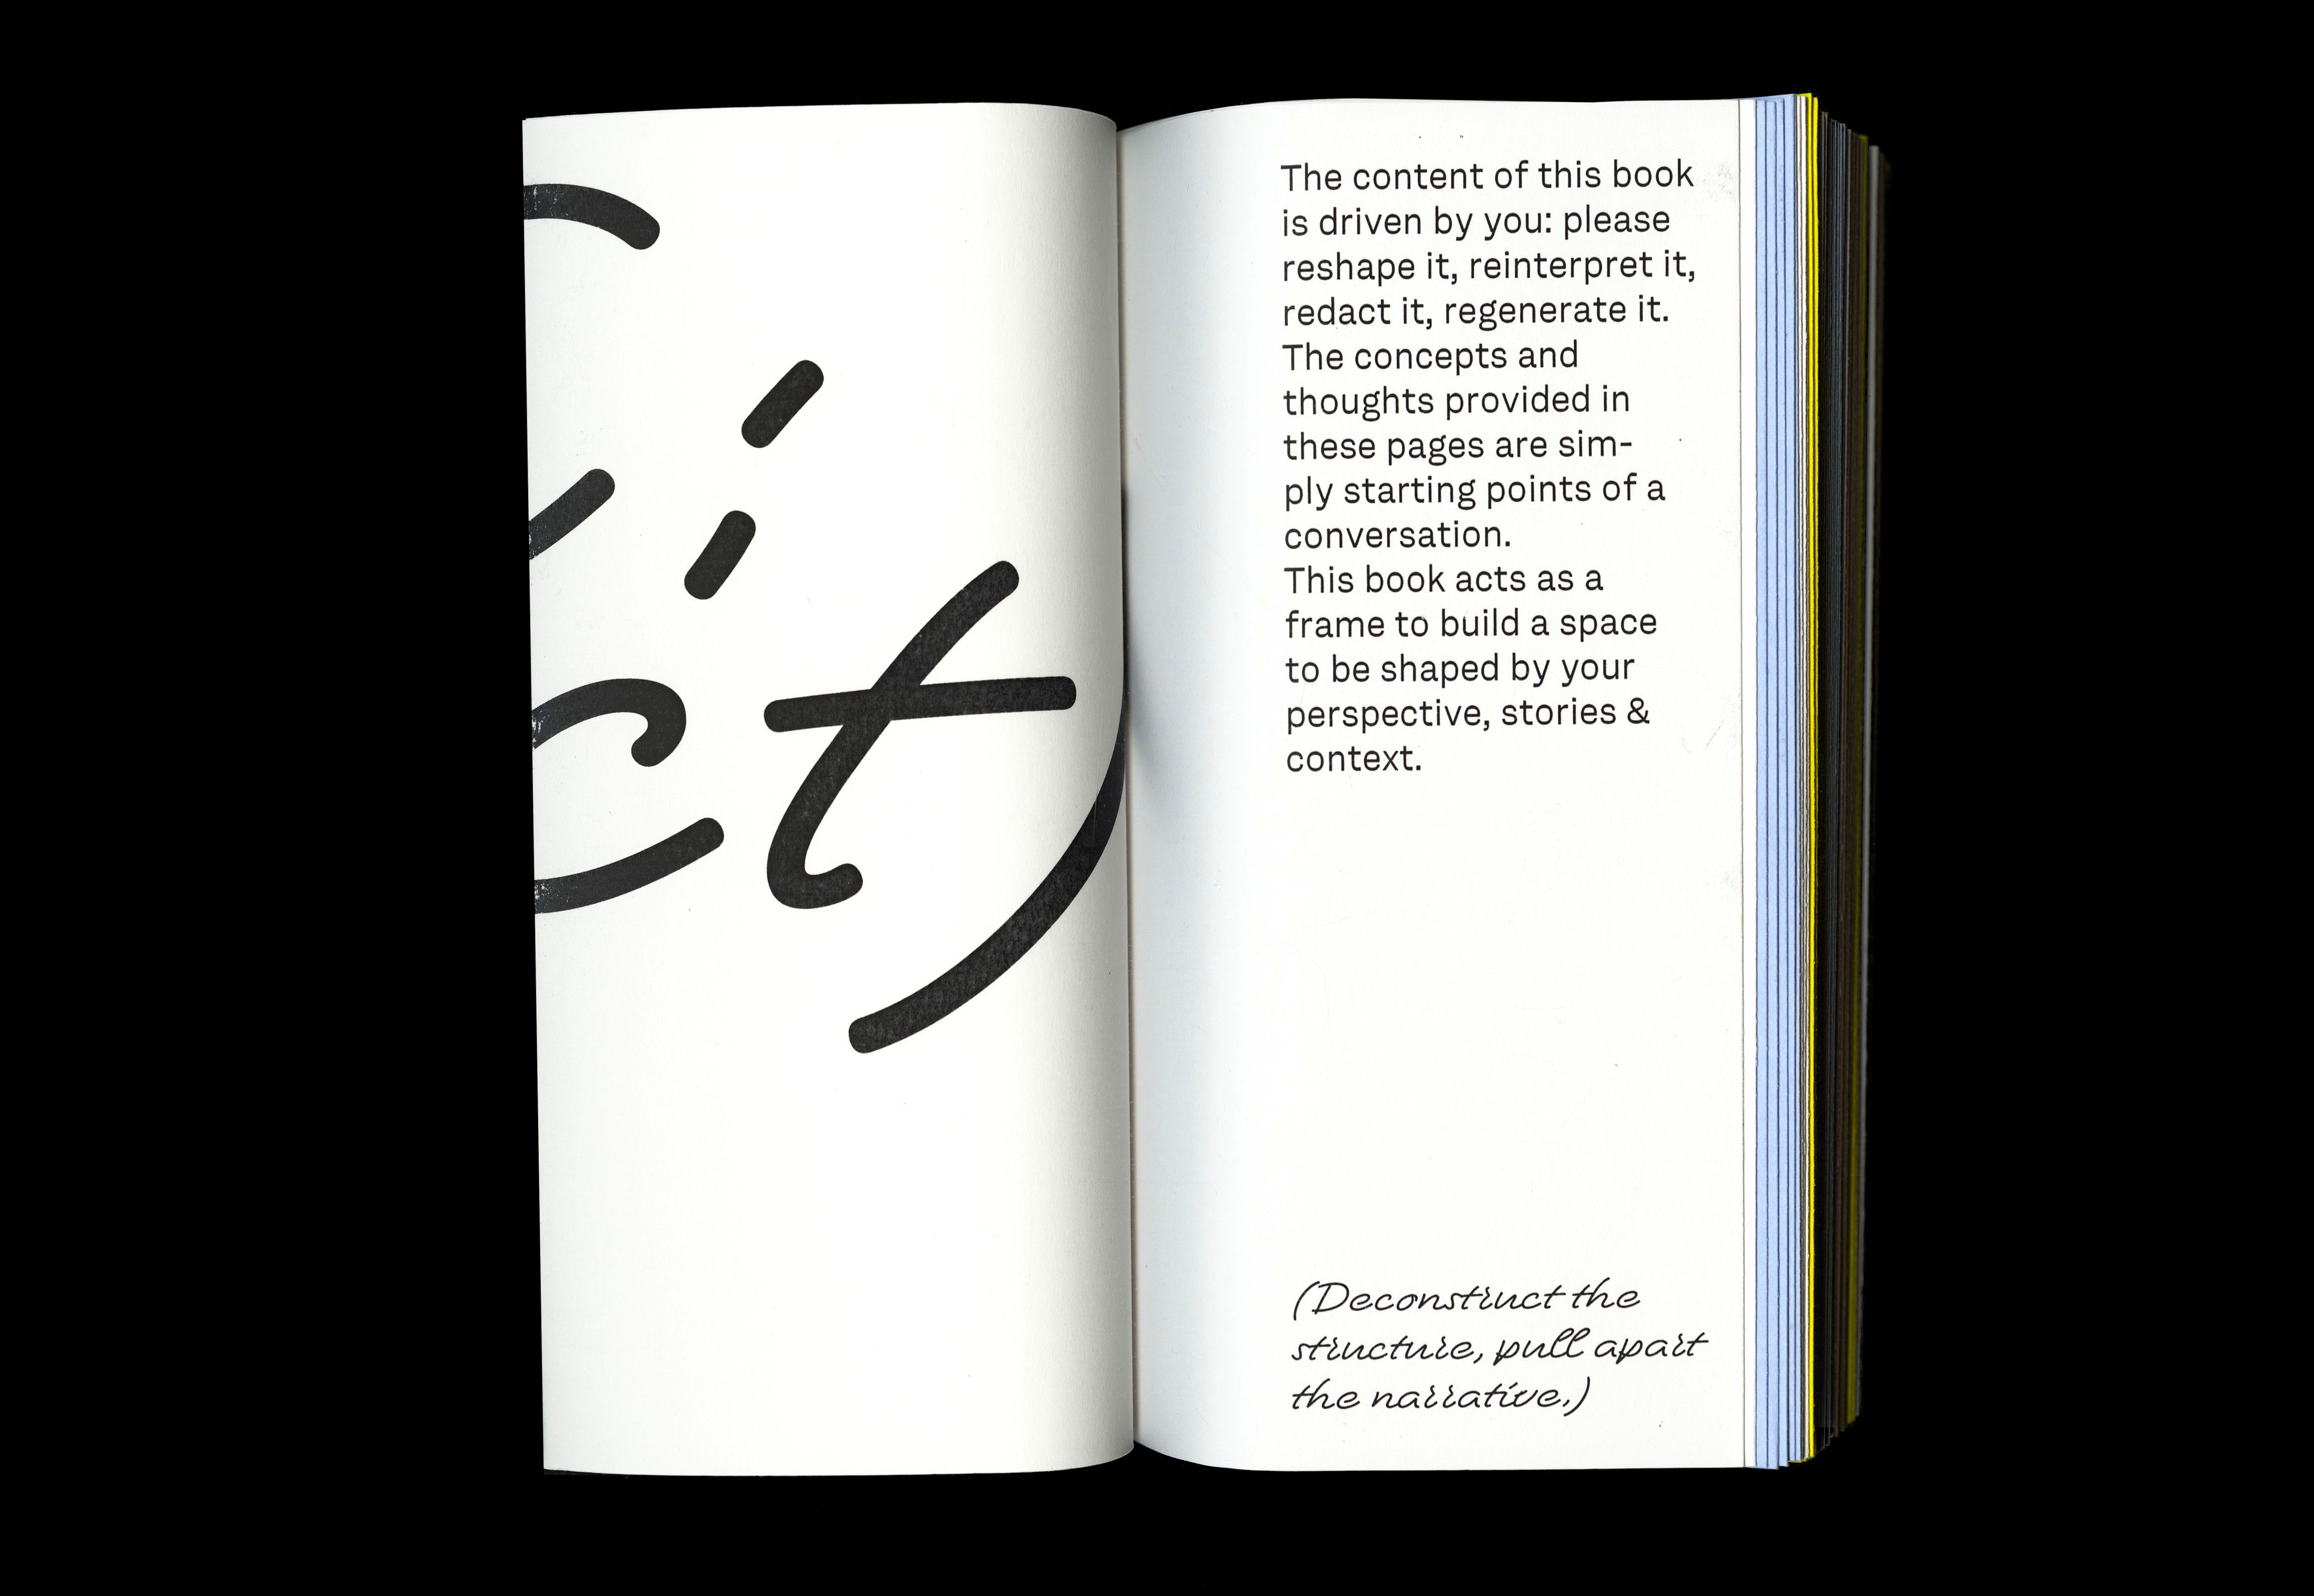 ct)
The content of this book
is driven by you: please
reshape it, reinterpret it,
redact it, regenerate it.
The concepts and
thoughts provided in
these pages are sim-
ply starting points of a
conversation.
This book acts as a
frame to build a space
to be shaped by your
perspective, stories &
context.
(Deconstruct the
structure, pull apart
the narrative.)